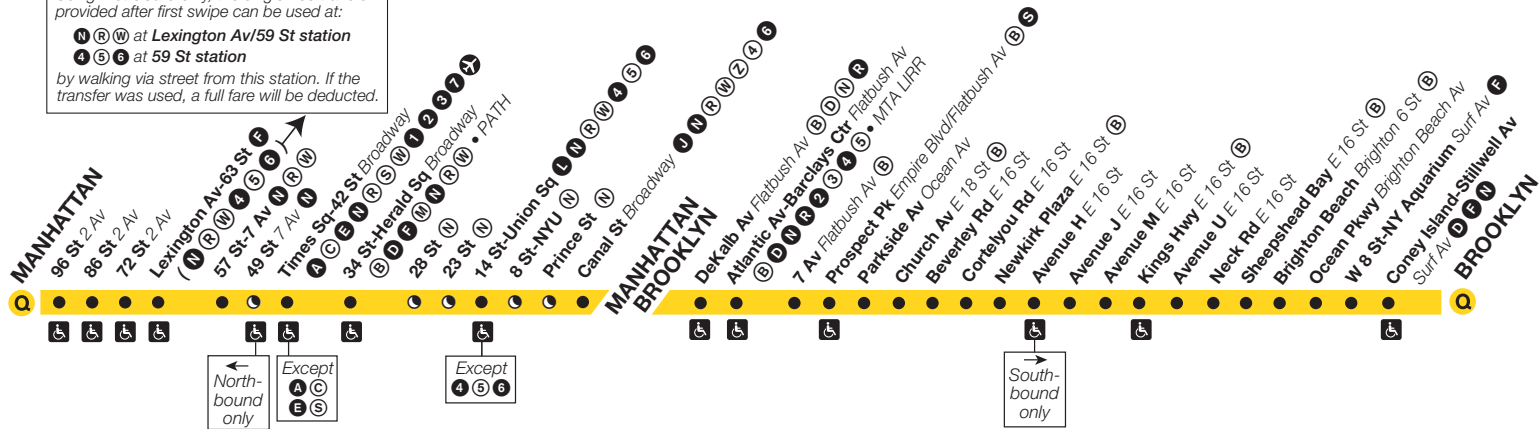 provided after first swipe can be used at:
N R W at Lexington Av/59 St station
4 5 6 at 59 St station
by walking via street from this station. If the
transfer was used, a full fare will be deducted.
MANHATTAN
96 St 2 Av
86 St 2 Av
72 St 2 Av
Lexington Av-63 St F
( N R W 4 5 6 )
57 St-7 Av N R W
49 St 7 Av N
Times Sq-42 St Broadway
A C E N R S W 1 2 3 7
34 St-Herald Sq Broadway
B D F M N R W • PATH
28 St N
23 St N
14 St-Union Sq L N R W 4 5 6
8 St-NYU N
Prince St N
Canal St Broadway J N R W Z 4 6
MANHATTAN
BROOKLYN
DeKalb Av Flatbush Av B D N R
Atlantic Av-Barclays Ctr Flatbush Av
B D N R 2 3 4 5 • MTA LIRR
7 Av Flatbush Av B
Prospect Pk Empire Blvd/Flatbush Av B S
Parkside Av Ocean Av
Church Av E 18 St B
Beverley Rd E 16 St
Cortelyou Rd E 16 St
Newkirk Plaza E 16 St B
Avenue H E 16 St
Avenue J E 16 St
Avenue M E 16 St
Kings Hwy E 16 St B
Avenue U E 16 St
Neck Rd E 16 St
Sheepshead Bay E 16 St B
Brighton Beach Brighton 6 St B
Ocean Pkwy Brighton Beach Av
W 8 St-NY Aquarium Surf Av F
Coney Island-Stillwell Av
Surf Av D F N
BROOKLYN
Q
Q
North-
bound
only
Except
A C
E S
Except
4 5 6
South-
bound
only